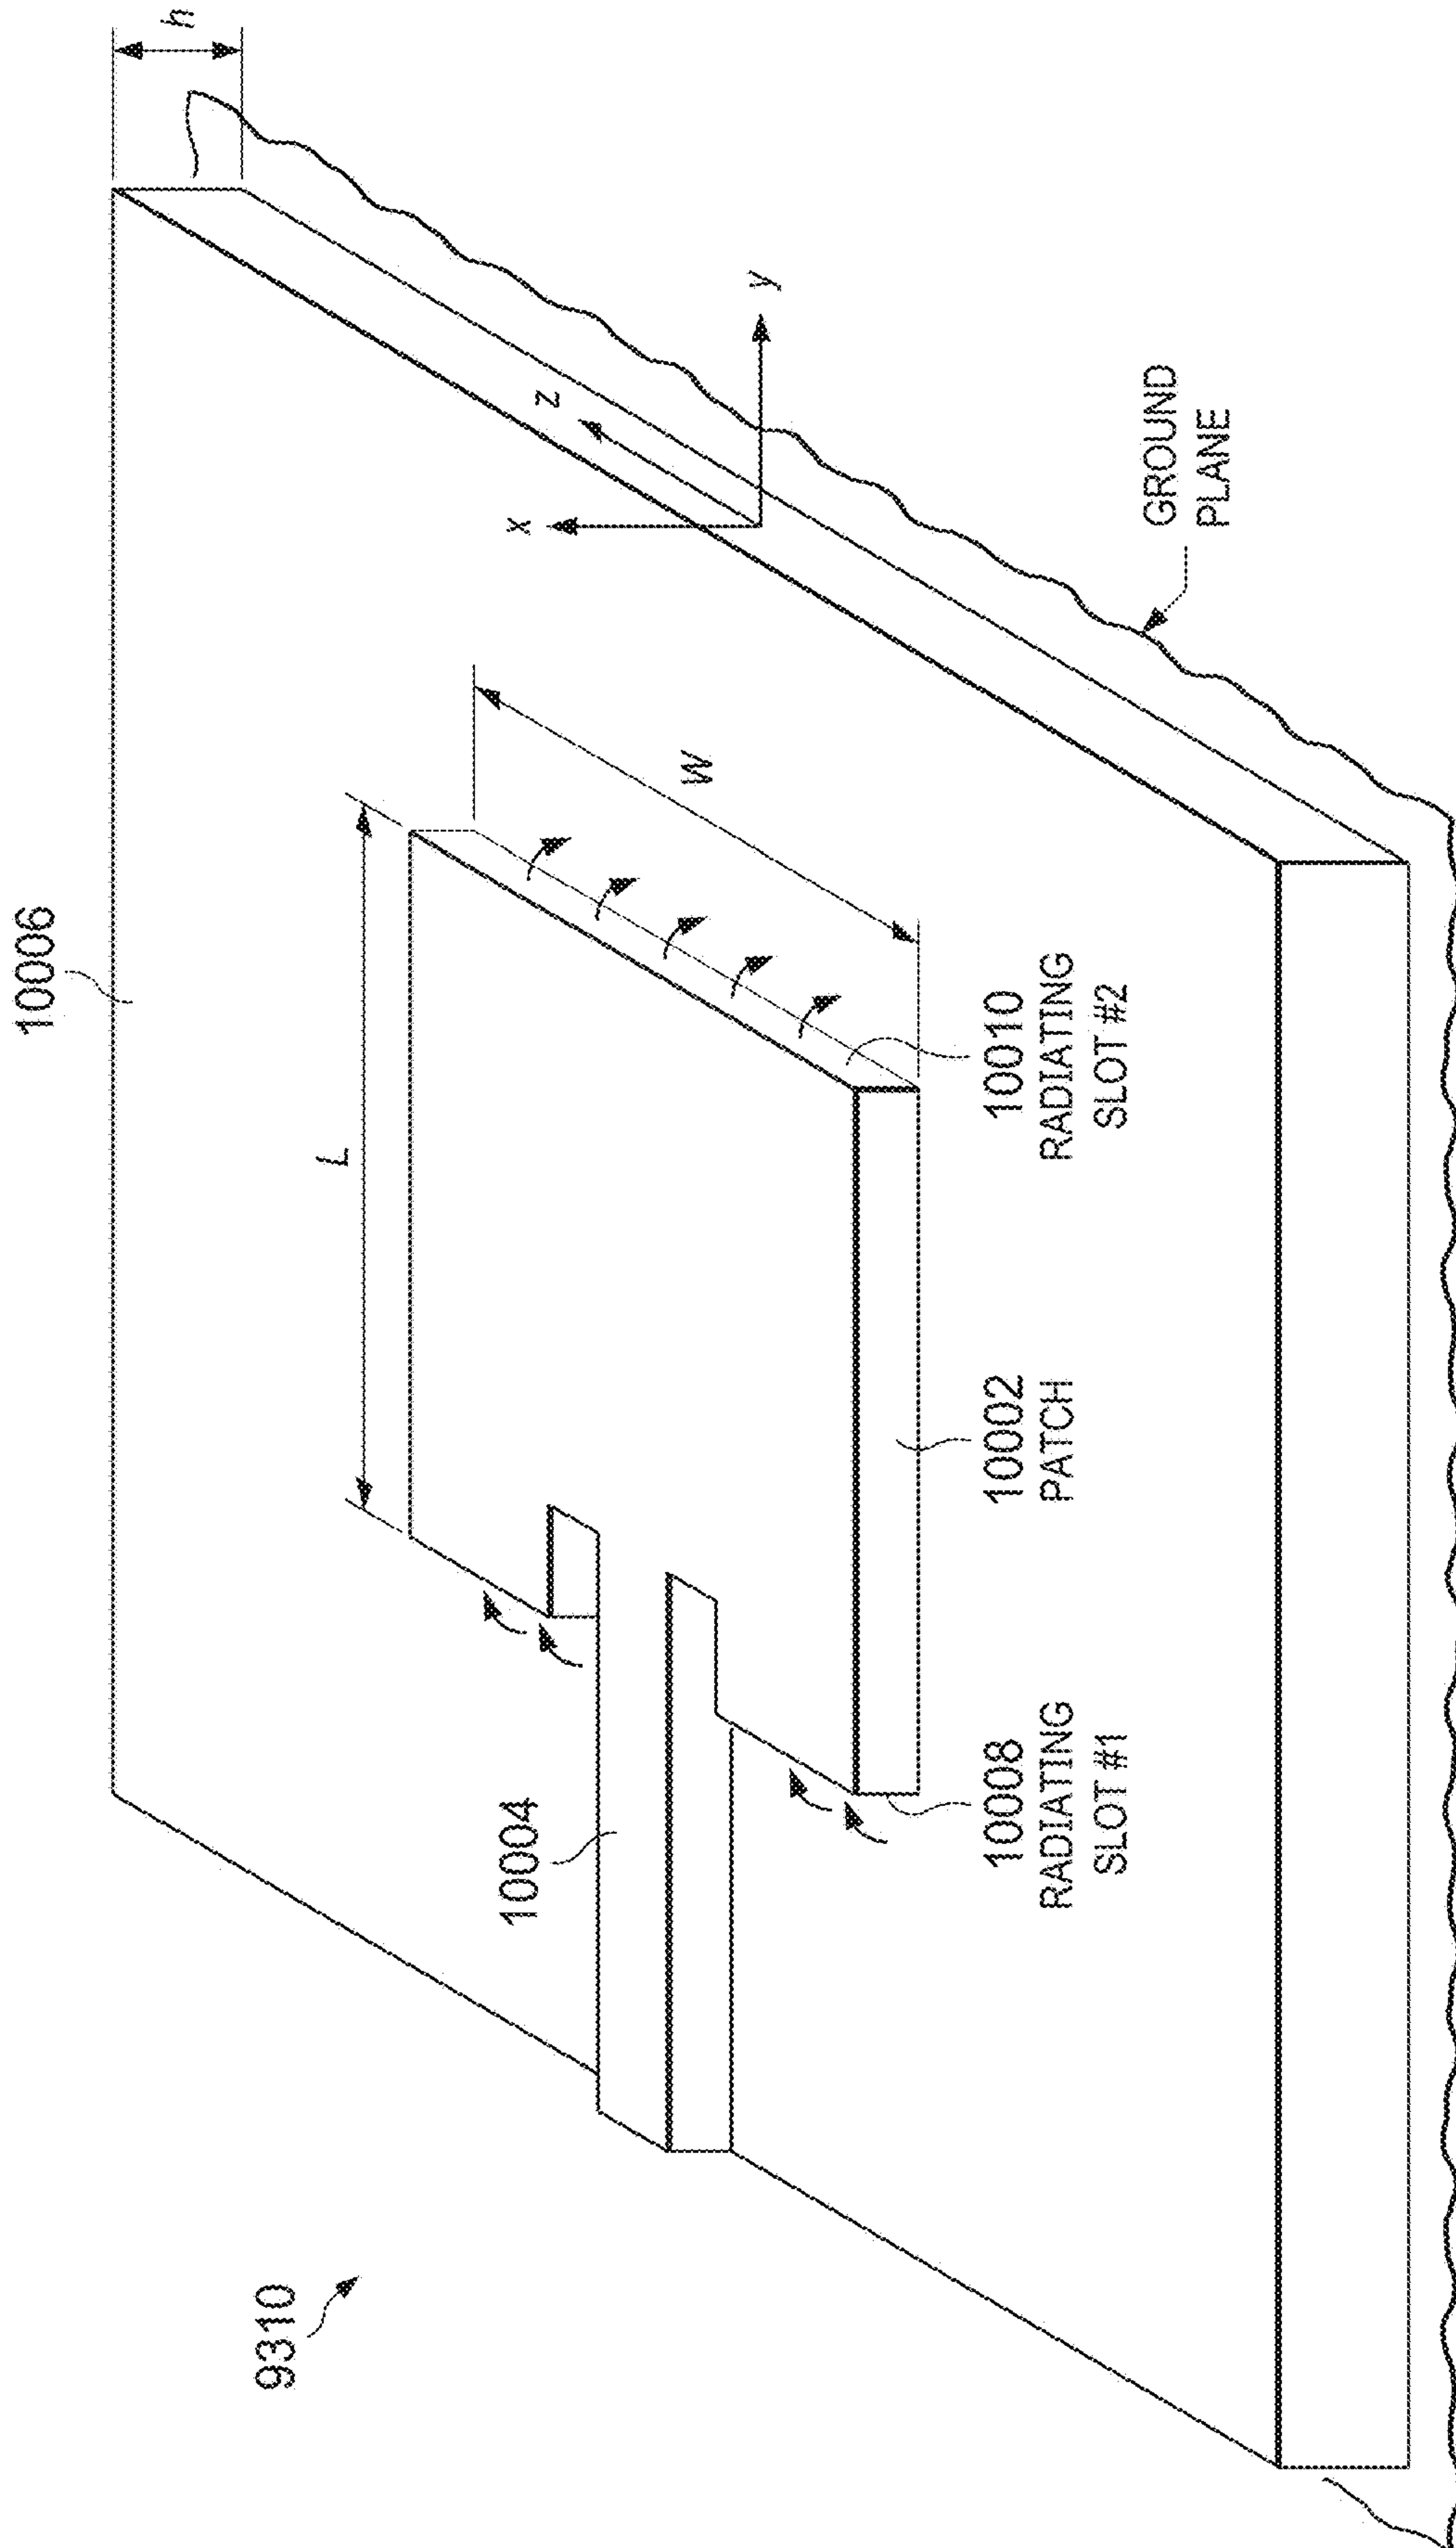 9310
10006
h
L
x
z
y
W
10004
10008
RADIATING
SLOT #1
10002
PATCH
10010
RADIATING
SLOT #2
GROUND
PLANE